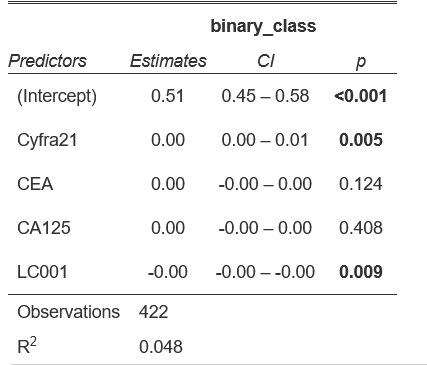 binary_class
Predictors Estimates CI p
(Intercept) 0.51 0.45 – 0.58 <0.001
Cyfra21 0.00 0.00 – 0.01 0.005
CEA 0.00 -0.00 – 0.00 0.124
CA125 0.00 -0.00 – 0.00 0.408
LC001 -0.00 -0.00 – -0.00 0.009
Observations 422
R² 0.048